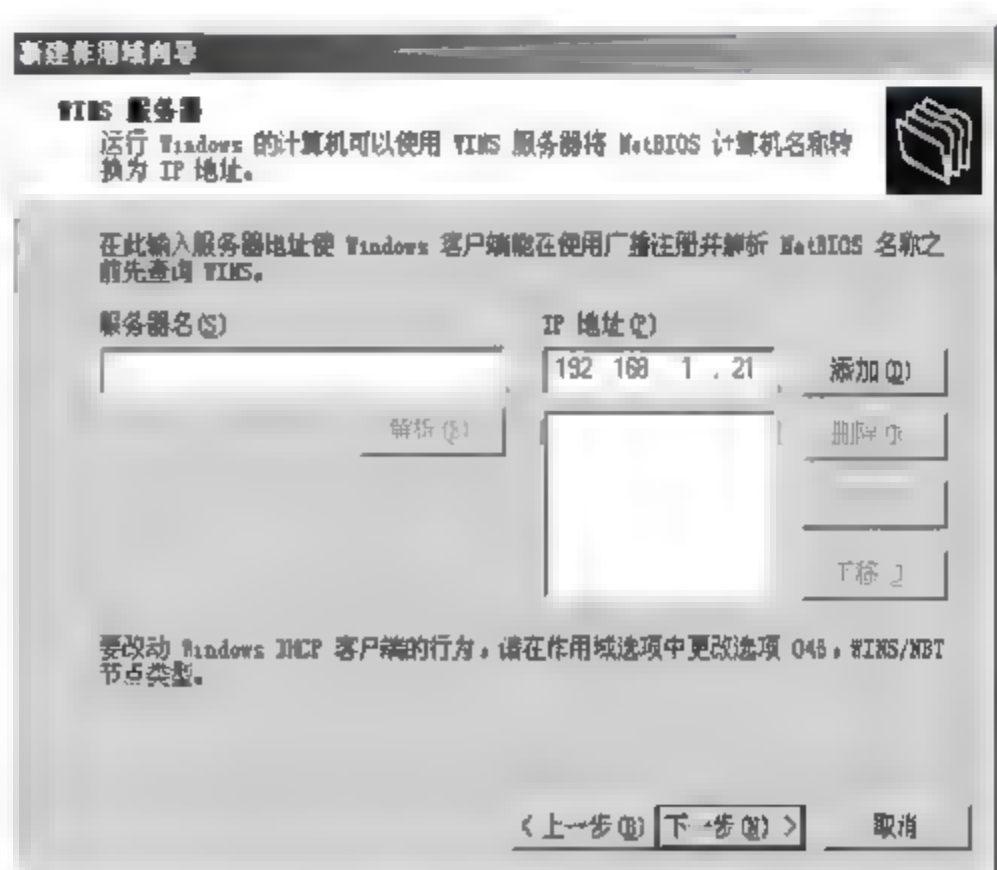 新建作用域向导
WINS 服务器
运行 Windows 的计算机可以使用 WINS 服务器将 NetBIOS 计算机名称转
换为 IP 地址。
在此输入服务器地址使 Windows 客户端能在使用广播注册并解析 NetBIOS 名称之
前先查询 WINS。
服务器名(S)
IP 地址(P)
192 168 1 . 21
添加(D)
解析(E)
删除
下移
要改动 Windows DHCP 客户端的行为,请在作用域选项中更改选项 046,WINS/NBT
节点类型。
< 上一步(B)
下一步(N) >
取消